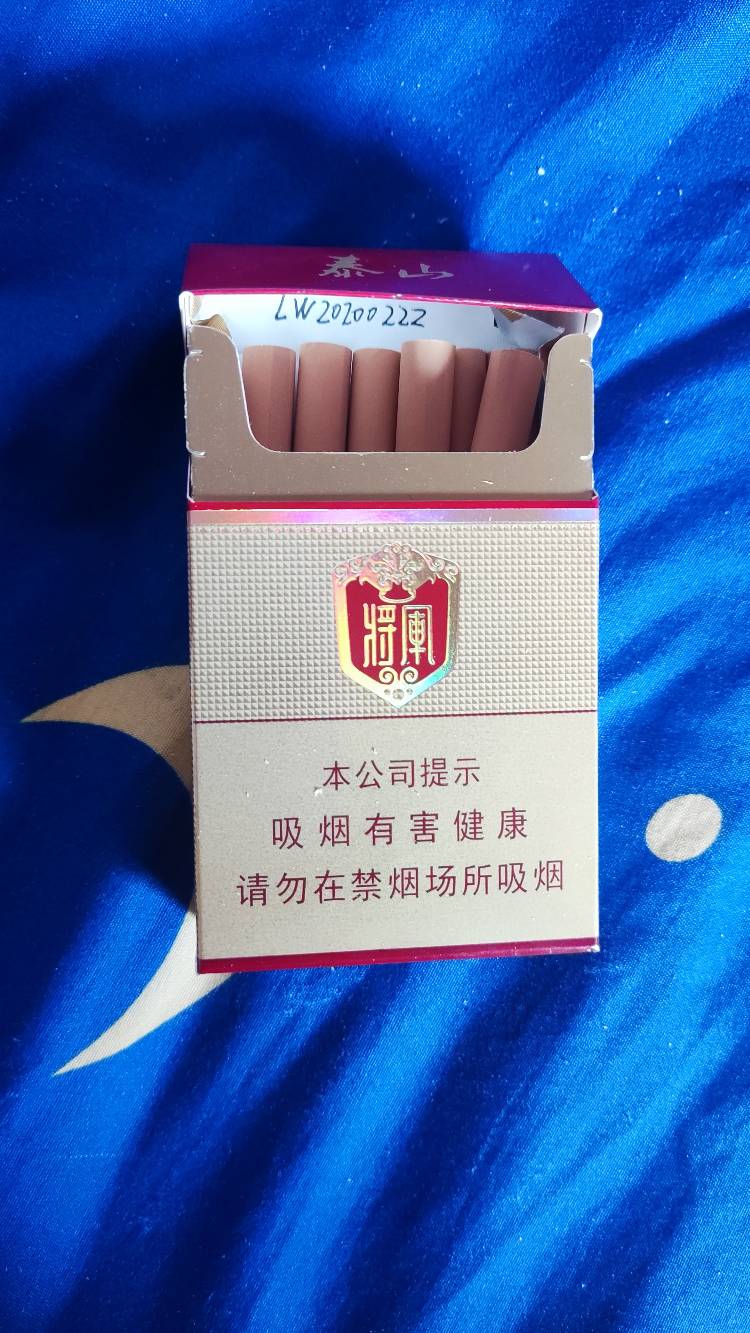 泰山
LW20200222
将军
本公司提示
吸烟有害健康
请勿在禁烟场所吸烟